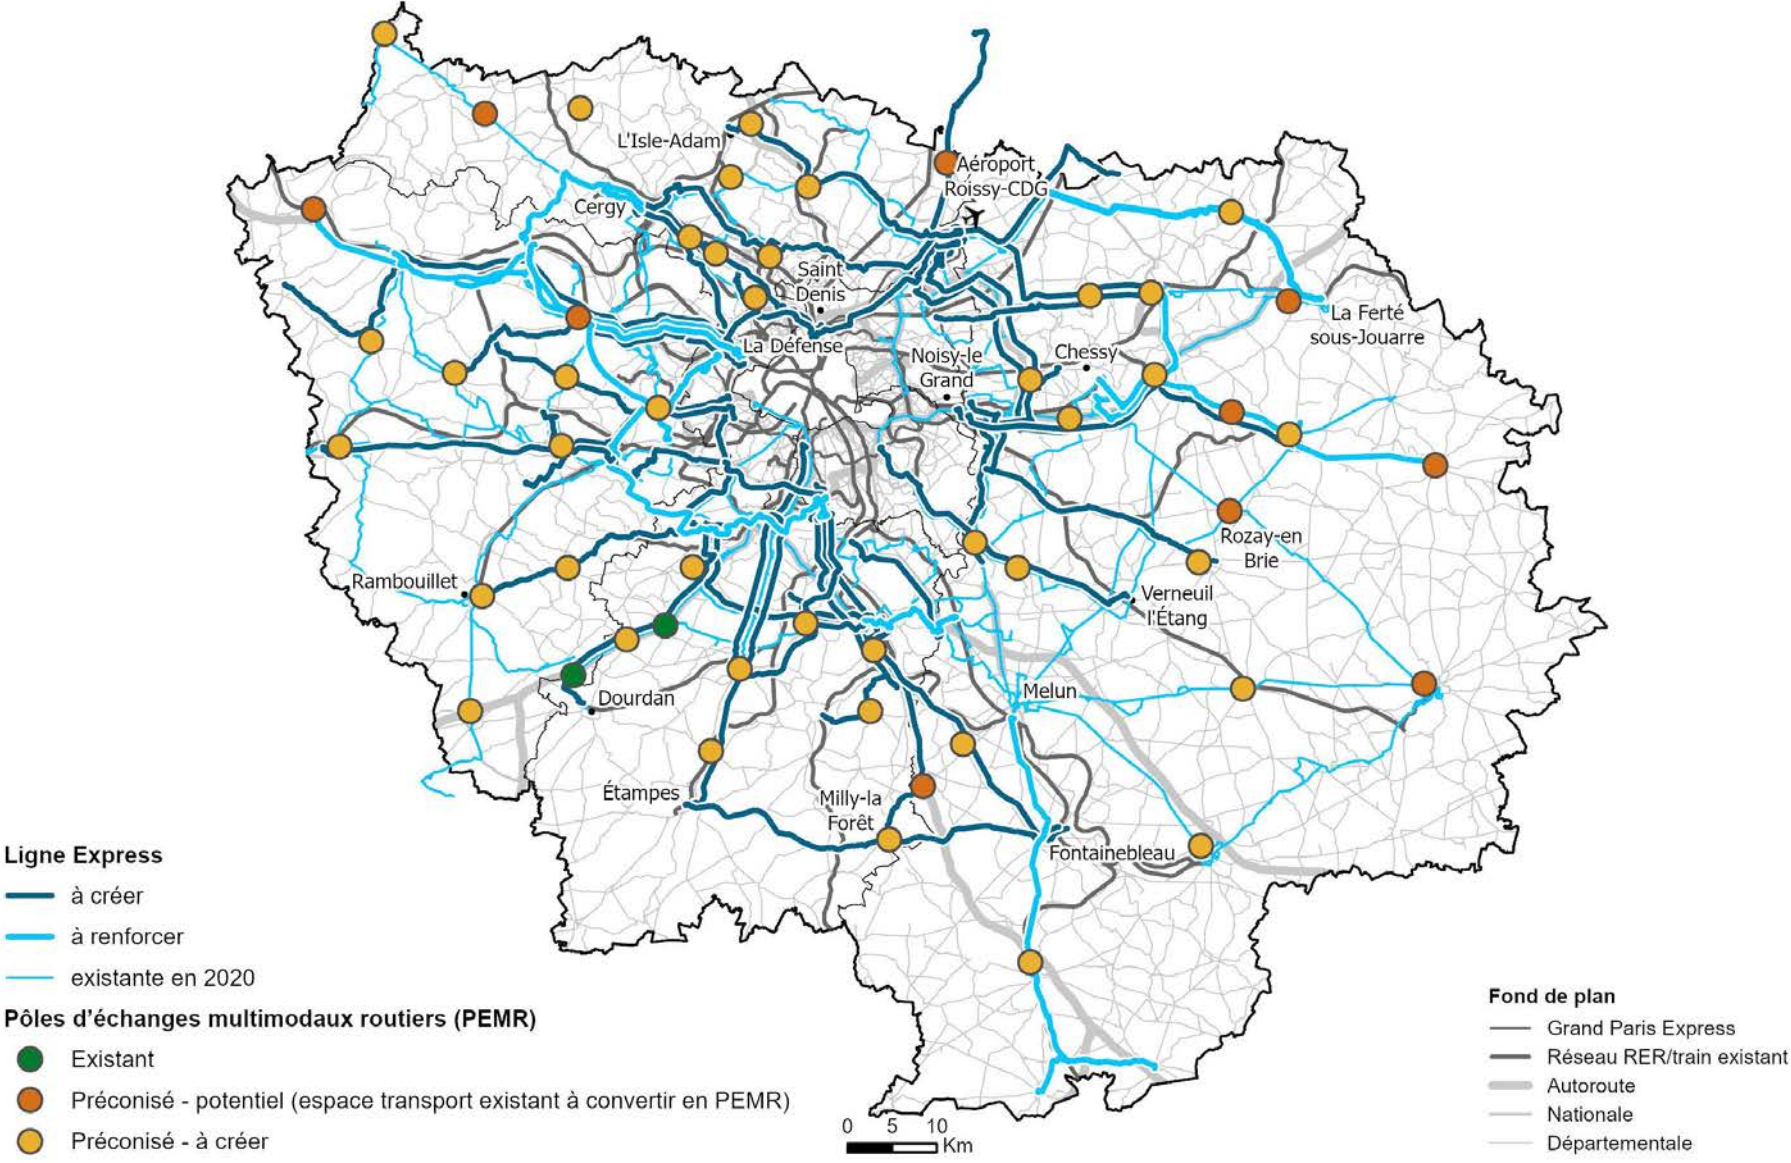 L'Isle-Adam
Aéroport
Roissy-CDG
Cergy
Saint
Denis
La Ferté
sous-Jouarre
La Défense
Noisy-le
Grand
Chessy
Rozay-en
Brie
Rambouillet
Verneuil
l'Étang
Dourdan
Melun
Étampes
Milly-la
Forêt
Fontainebleau
Ligne Express
à créer
à renforcer
existante en 2020
Pôles d'échanges multimodaux routiers (PEMR)
Existant
Préconisé - potentiel (espace transport existant à convertir en PEMR)
Préconisé - à créer
0 5 10
Km
Fond de plan
Grand Paris Express
Réseau RER/train existant
Autoroute
Nationale
Départementale